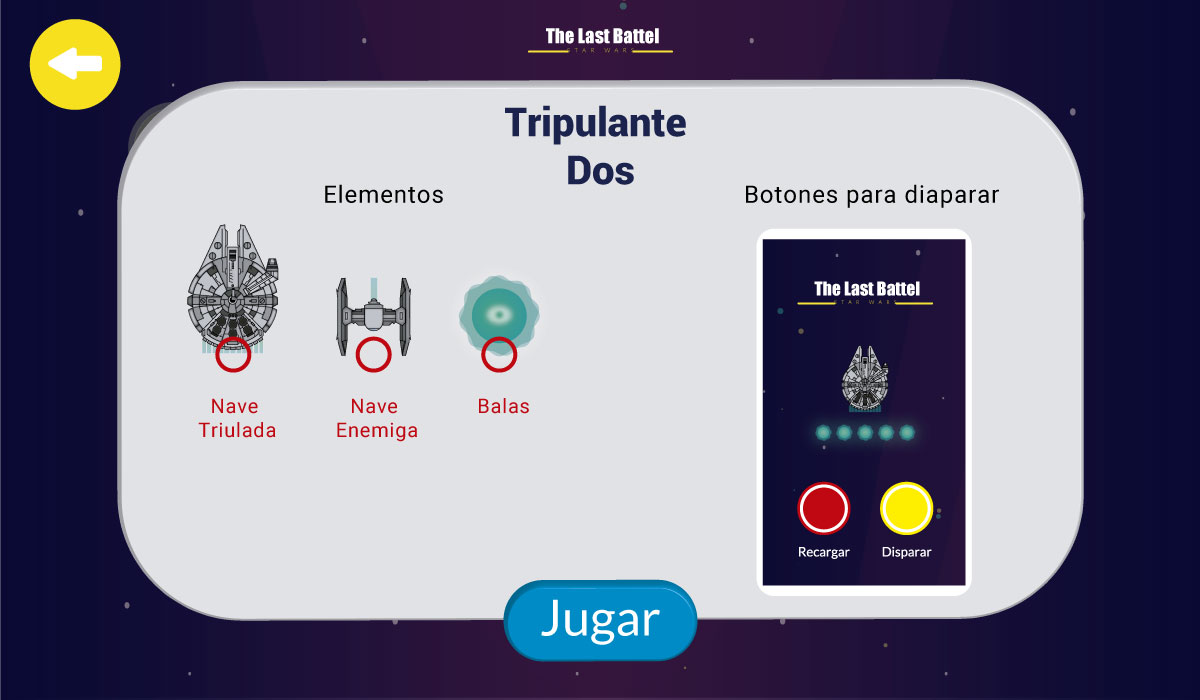 The Last Battel
STAR WARS
Tripulante
Dos
Elementos
Botones para diaparar
Nave
Triulada
Nave
Enemiga
Balas
The Last Battel
STAR WARS
Recargar
Disparar
Jugar